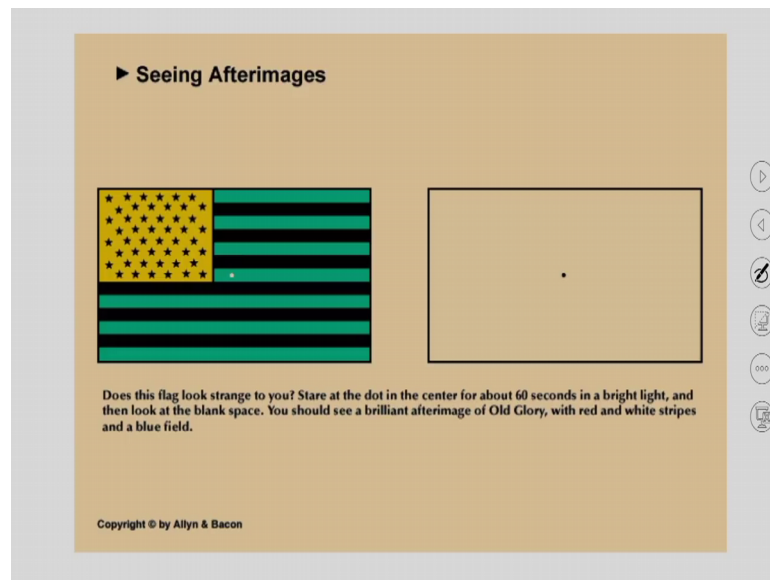 Seeing Afterimages
Does this flag look strange to you? Stare at the dot in the center for about 60 seconds in a bright light, and
then look at the blank space. You should see a brilliant afterimage of Old Glory, with red and white stripes
and a blue field.
Copyright © by Allyn & Bacon